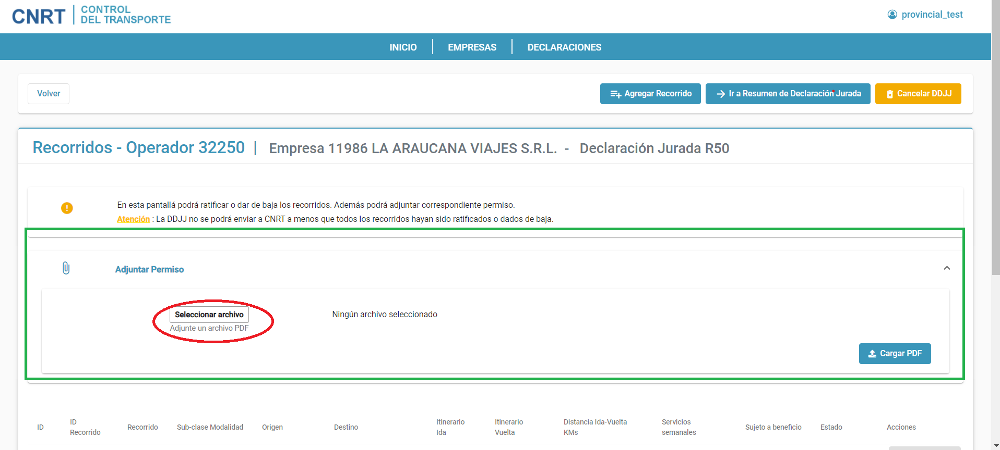 CNRT CONTROL
DEL TRANSPORTE
provincial_test
INICIO EMPRESAS DECLARACIONES
Volver
Agregar Recorrido
Ir a Resumen de Declaración Jurada
Cancelar DDJJ
Recorridos - Operador 32250 | Empresa 11986 LA ARAUCANA VIAJES S.R.L. - Declaración Jurada R50
En esta pantallá podrá ratificar o dar de baja los recorridos. Además podrá adjuntar correspondiente permiso.
Atención : La DDJJ no se podrá enviar a CNRT a menos que todos los recorridos hayan sido ratificados o dados de baja.
Adjuntar Permiso
Seleccionar archivo
Ningún archivo seleccionado
Adjunte un archivo PDF
Cargar PDF
ID
ID
Recorrido
Recorrido
Sub-clase Modalidad
Origen
Destino
Itinerario
Ida
Itinerario
Vuelta
Distancia Ida-Vuelta
KMs
Servicios
semanales
Sujeto a beneficio
Estado
Acciones